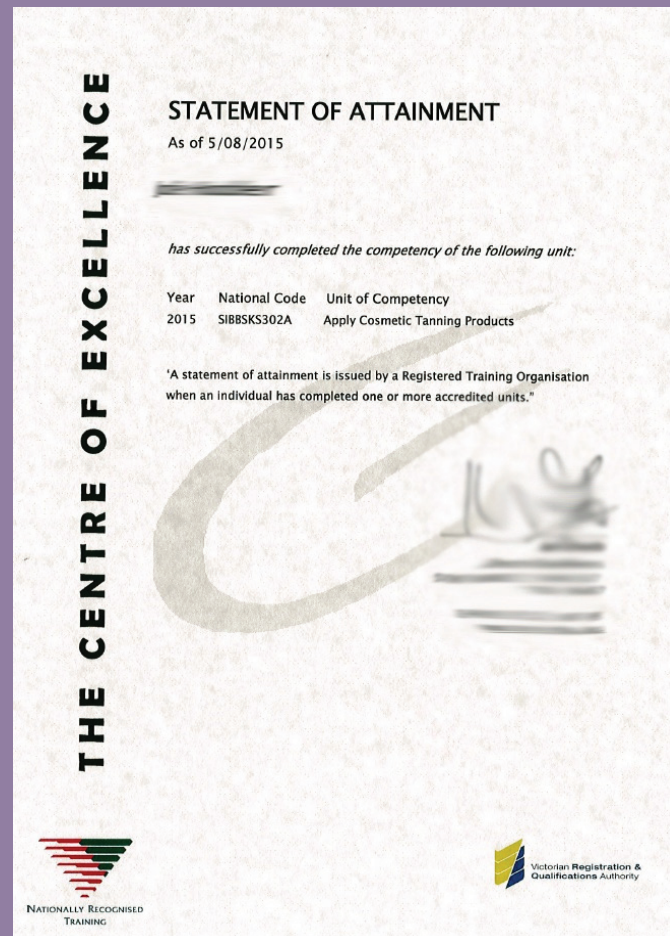 THE CENTRE OF EXCELLENCE
STATEMENT OF ATTAINMENT
As of 5/08/2015
has successfully completed the competency of the following unit:
Year National Code Unit of Competency
2015 SIBBSKS302A Apply Cosmetic Tanning Products
'A statement of attainment is issued by a Registered Training Organisation
when an individual has completed one or more accredited units."
NATIONALLY RECOGNISED
TRAINING
Victorian Registration &
Qualifications Authority